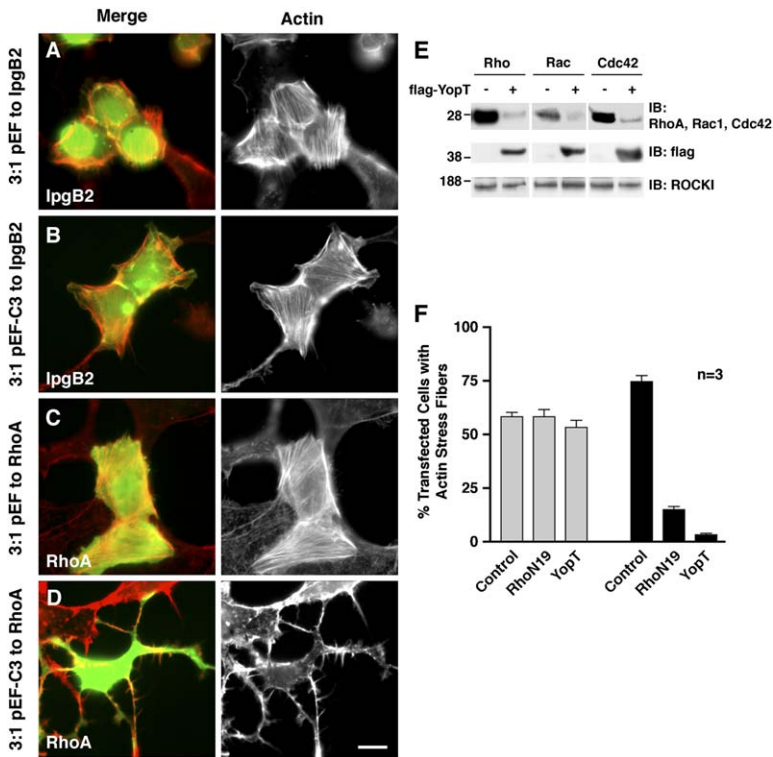 Merge
Actin
3:1 pEF to IpgB2
A
IpgB2
3:1 pEF-C3 to IpgB2
B
IpgB2
3:1 pEF to RhoA
C
RhoA
3:1 pEF-C3 to RhoA
D
RhoA
E
Rho Rac Cdc42
flag-YopT - + - + - +
28
IB:
RhoA, Rac1, Cdc42
38
IB: flag
188
IB: ROCKI
F
% Transfected Cells with
Actin Stress Fibers
100
75
50
25
0
n=3
Control
RhoN19
YopT
Control
RhoN19
YopT